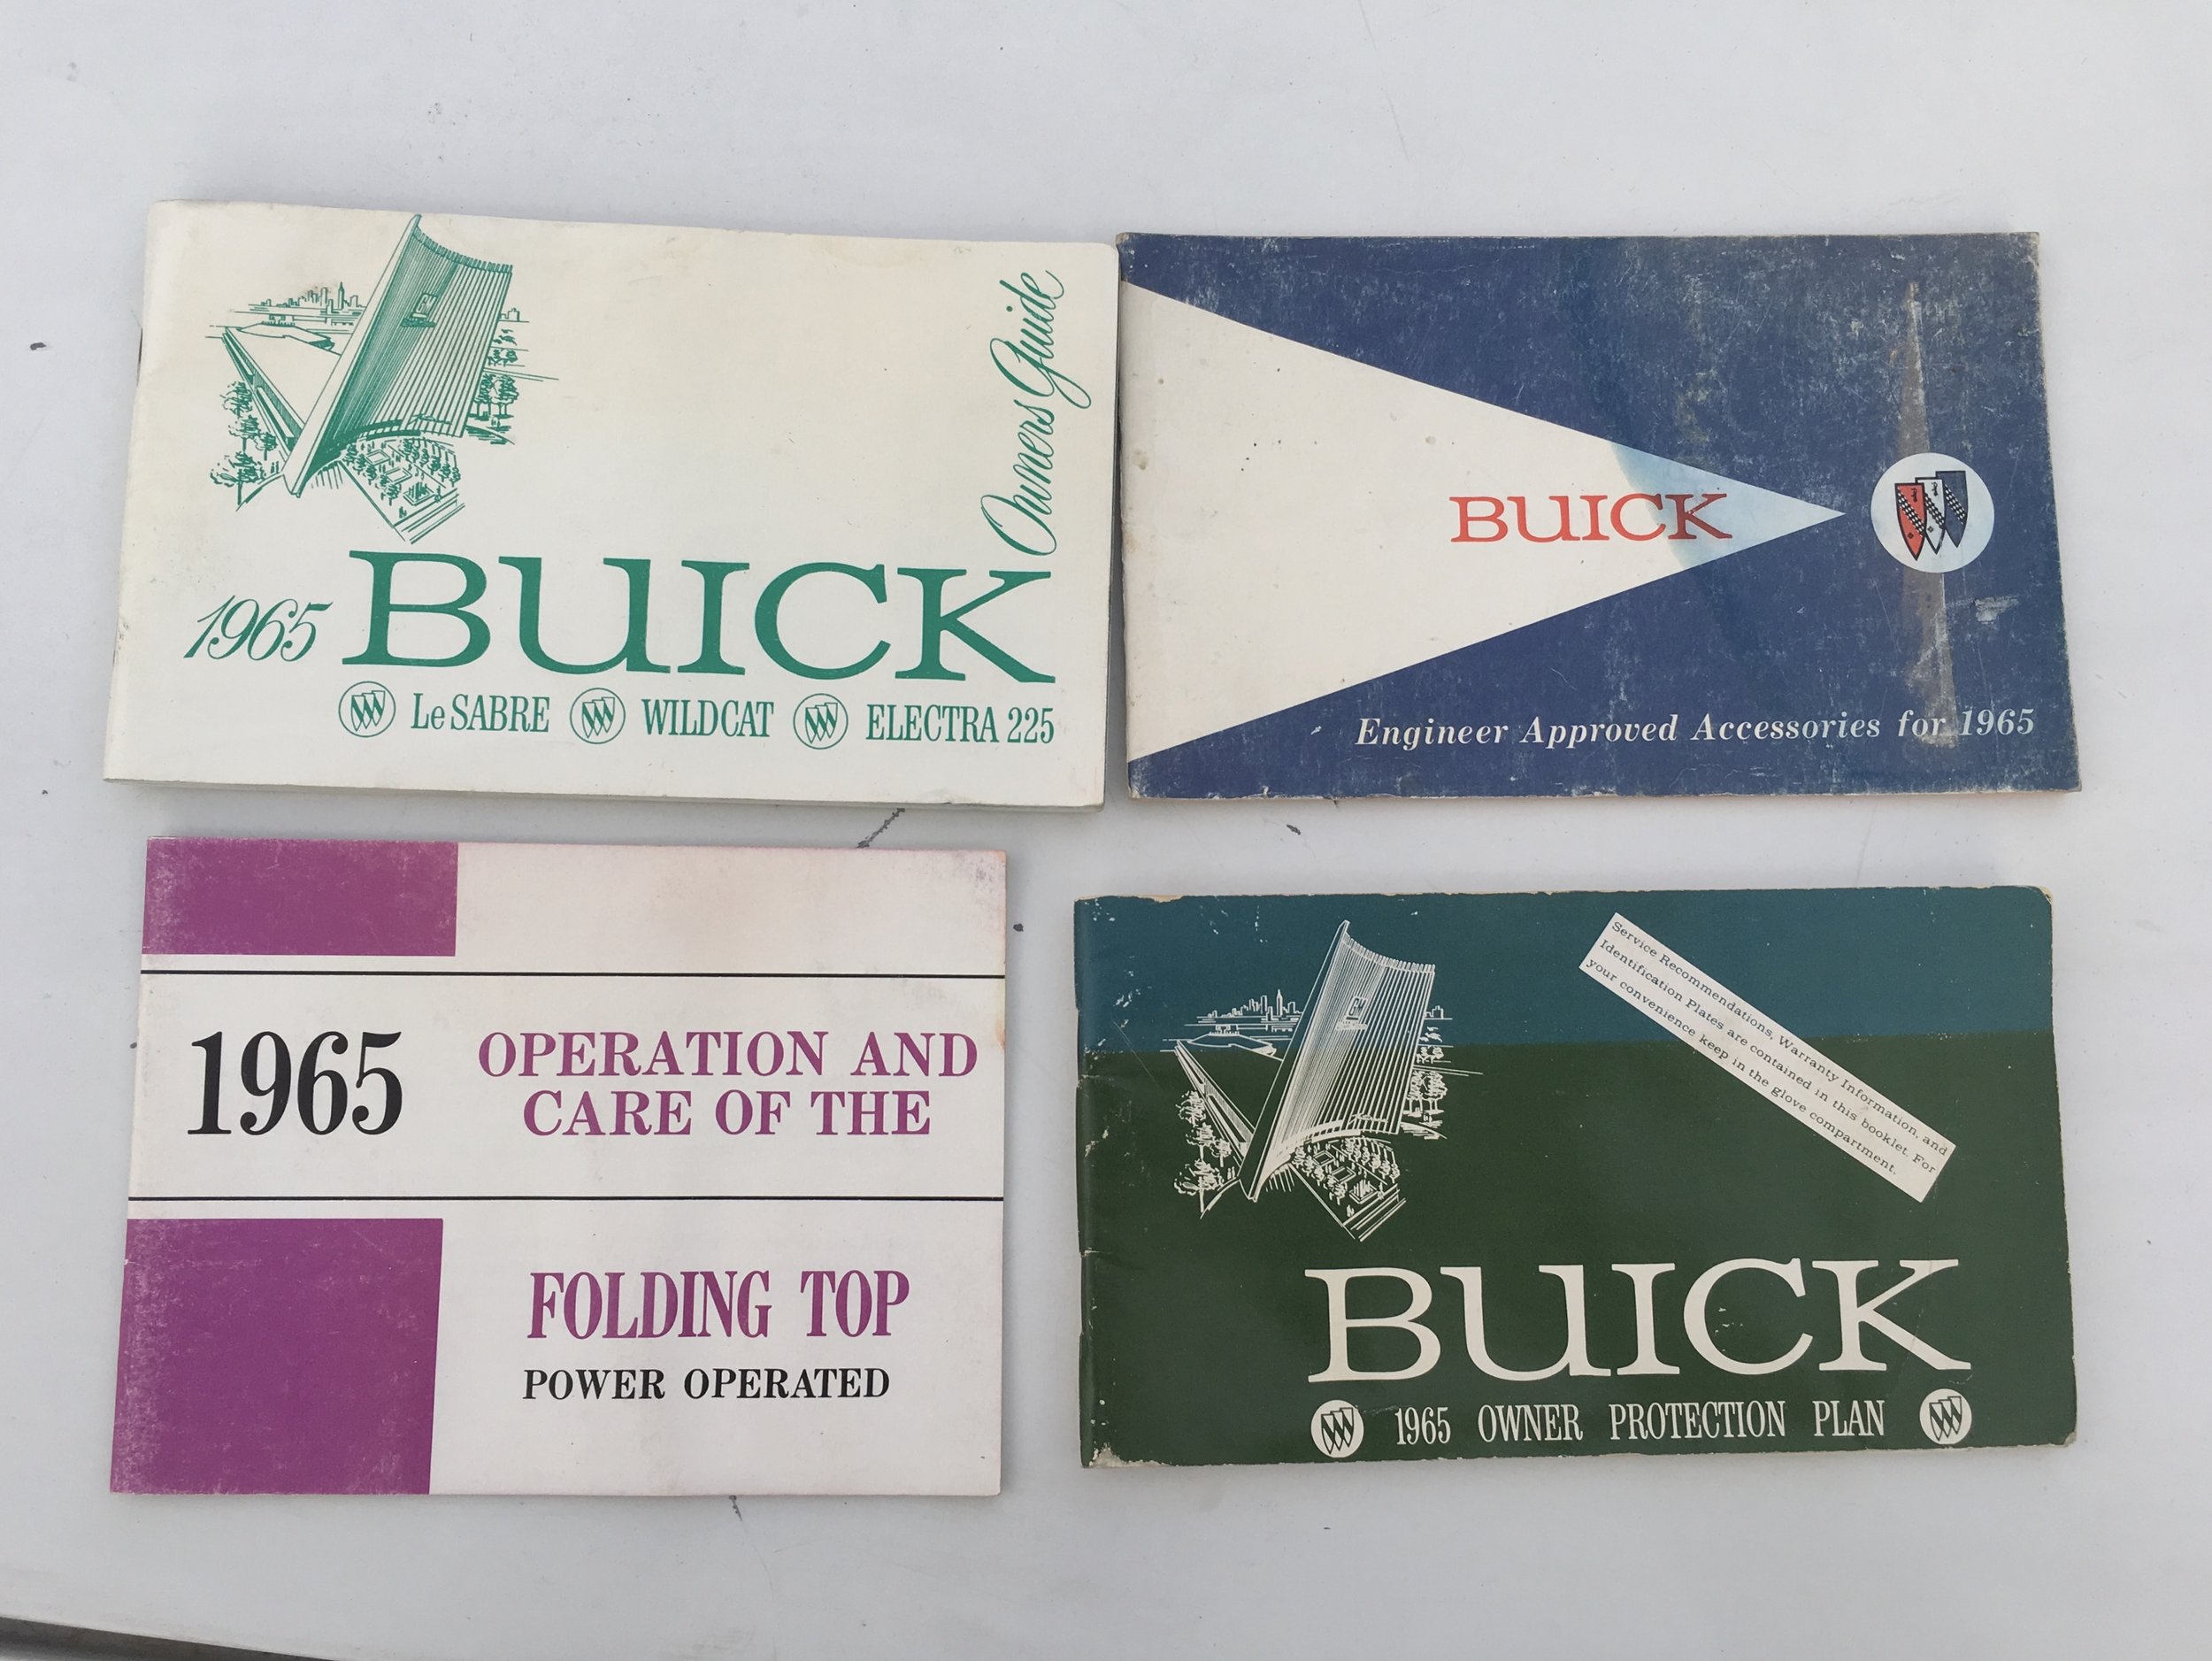 Owners Guide
1965 BUICK
LeSABRE WILDCAT ELECTRA 225
BUICK
Engineer Approved Accessories for 1965
1965
OPERATION AND
CARE OF THE
FOLDING TOP
POWER OPERATED
GM
Service Recommendations, Warranty Information, and
Identification Plates are contained in this booklet. For
your convenience keep in the glove compartment.
BUICK
1965 OWNER PROTECTION PLAN